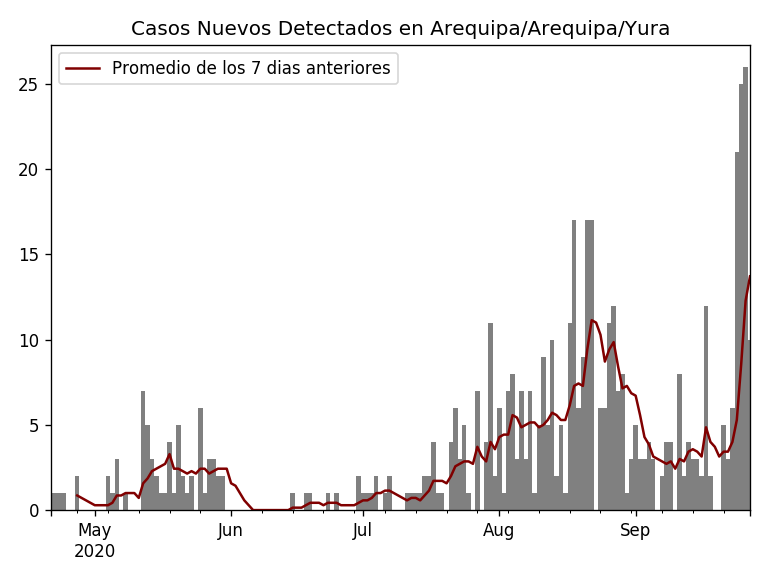 Casos Nuevos Detectados en Arequipa/Arequipa/Yura
Promedio de los 7 dias anteriores
25
20
15
10
5
0
May Jun Jul Aug Sep
2020